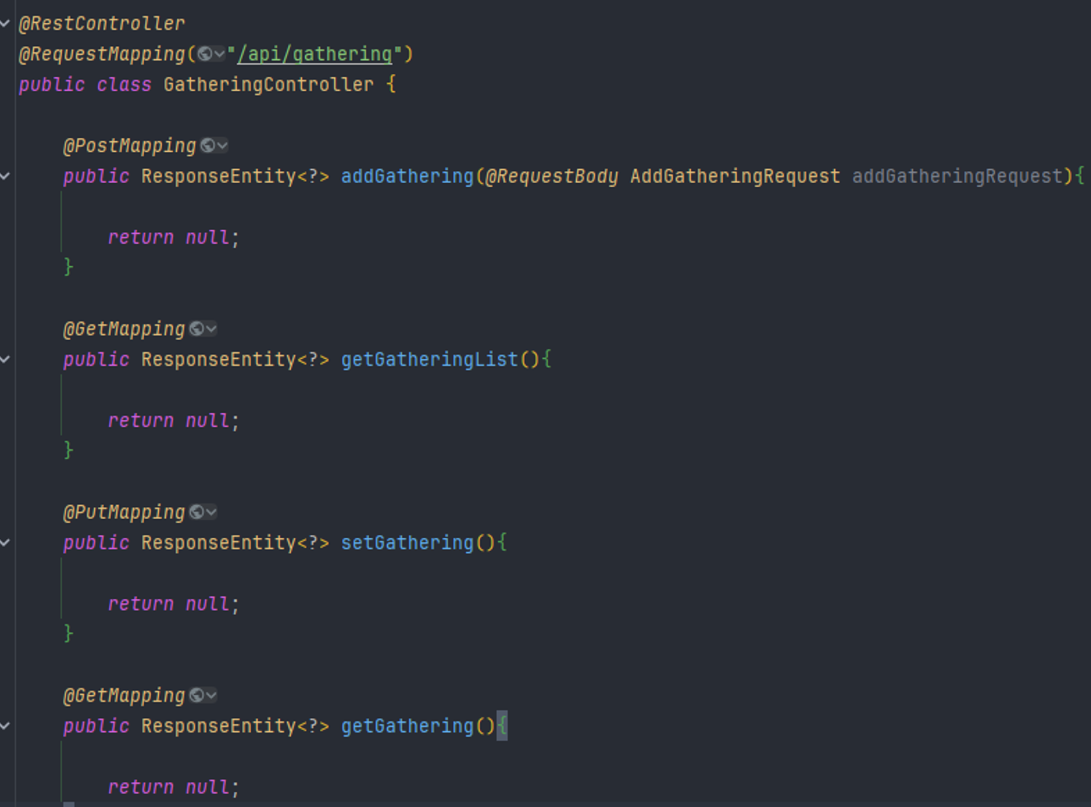 @RestController
@RequestMapping("/api/gathering")
public class GatheringController {
@PostMapping
public ResponseEntity<?> addGathering(@RequestBody AddGatheringRequest addGatheringRequest){
return null;
}
@GetMapping
public ResponseEntity<?> getGatheringList(){
return null;
}
@PutMapping
public ResponseEntity<?> setGathering(){
return null;
}
@GetMapping
public ResponseEntity<?> getGathering(){
return null;